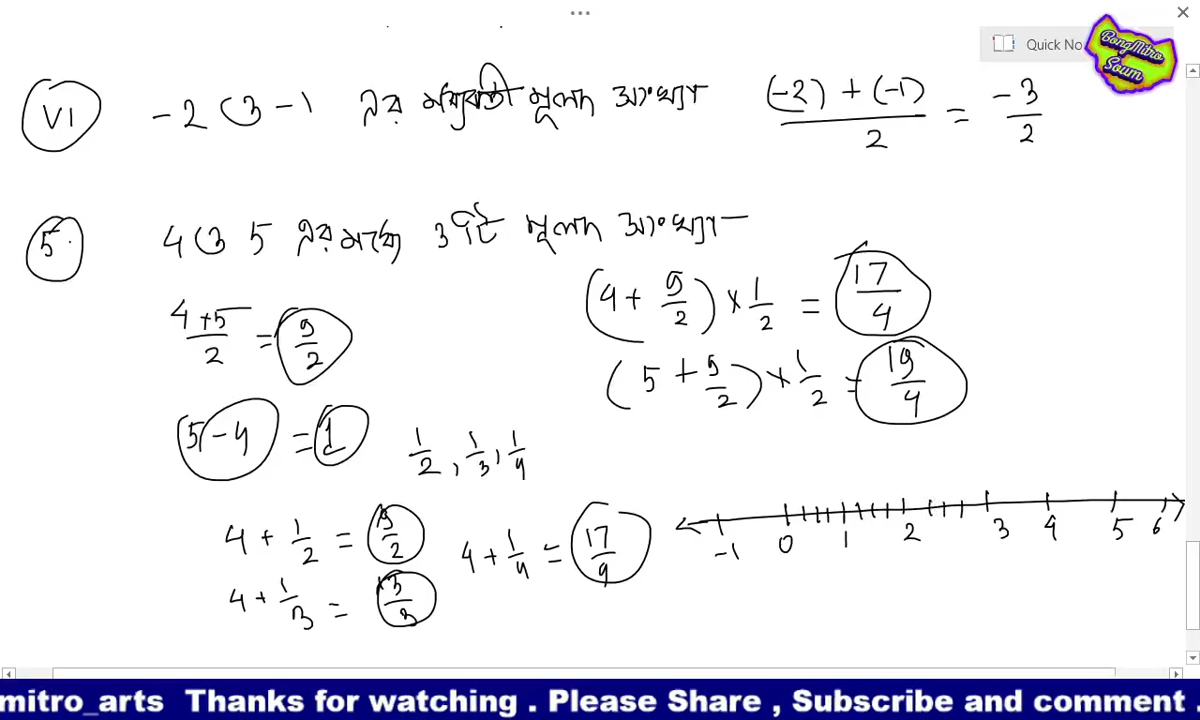 Quick No
BongMitro
Soum
VI -2 ও -1 এর মধ্যবর্তী মূলদ সংখ্যা ((-2) + (-1))/2 = -3/2
5. 4 ও 5 এর মধ্যে ৩ টি মূলদ সংখ্যা
(4 + 9/2) × 1/2 = 17/4
(4+5)/2 = 9/2
(5 + 9/2) × 1/2 = 19/4
5 - 4 = 1
1/2, 1/3, 1/4
4 + 1/2 = 9/2
4 + 1/4 = 17/4
4 + 1/3 = 13/3
-1 0 1 2 3 4 5 6
mitro_arts Thanks for watching . Please Share , Subscribe and comment .